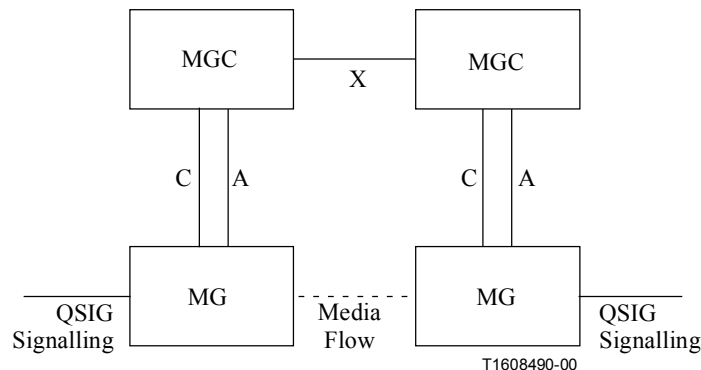 MGC
MGC
X
C
A
C
A
MG
MG
QSIG
Signalling
Media
Flow
QSIG
Signalling
T1608490-00